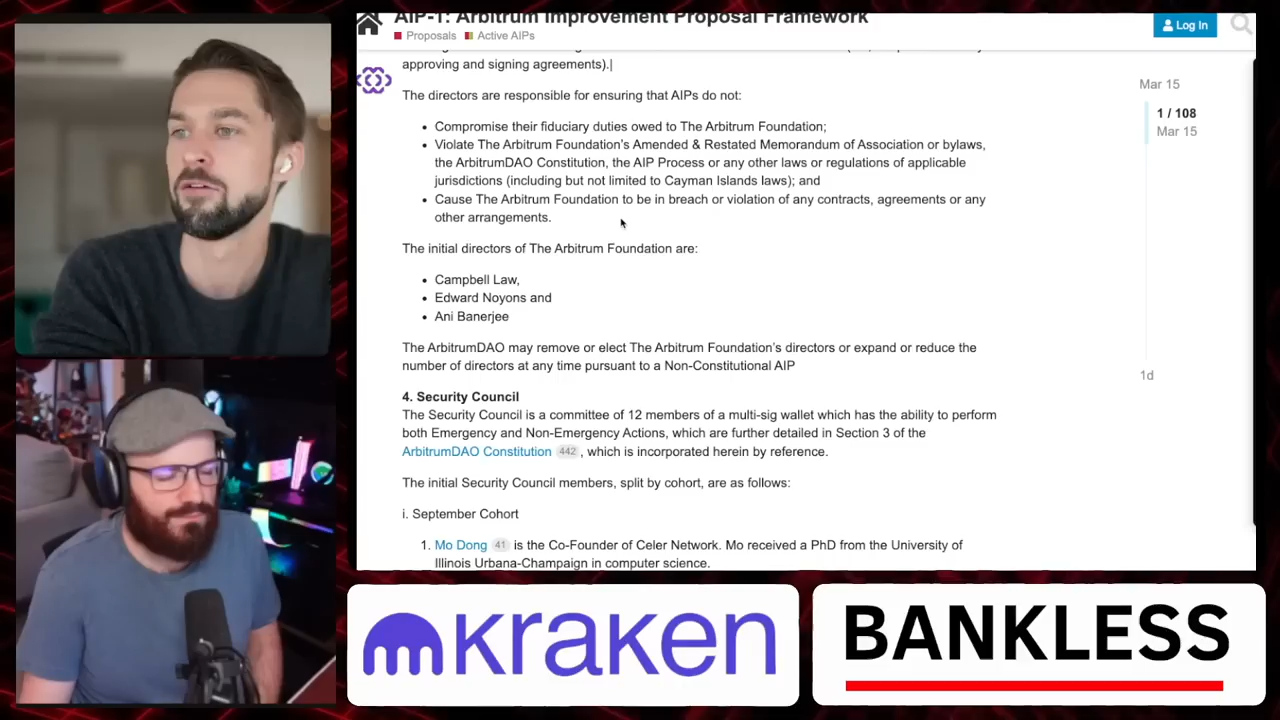 AIP-1: Arbitrum Improvement Proposal Framework
Proposals Active AIPs
Log In
approving and signing agreements).
The directors are responsible for ensuring that AIPs do not:
• Compromise their fiduciary duties owed to The Arbitrum Foundation;
• Violate The Arbitrum Foundation's Amended & Restated Memorandum of Association or bylaws,
the ArbitrumDAO Constitution, the AIP Process or any other laws or regulations of applicable
jurisdictions (including but not limited to Cayman Islands laws); and
• Cause The Arbitrum Foundation to be in breach or violation of any contracts, agreements or any
other arrangements.
The initial directors of The Arbitrum Foundation are:
• Campbell Law,
• Edward Noyons and
• Ani Banerjee
The ArbitrumDAO may remove or elect The Arbitrum Foundation's directors or expand or reduce the
number of directors at any time pursuant to a Non-Constitutional AIP
4. Security Council
The Security Council is a committee of 12 members of a multi-sig wallet which has the ability to perform
both Emergency and Non-Emergency Actions, which are further detailed in Section 3 of the
ArbitrumDAO Constitution 442 , which is incorporated herein by reference.
The initial Security Council members, split by cohort, are as follows:
i. September Cohort
1. Mo Dong 41 is the Co-Founder of Celer Network. Mo received a PhD from the University of
Illinois Urbana-Champaign in computer science.
Mar 15
1 / 108
Mar 15
1d
kraken
BANKLESS